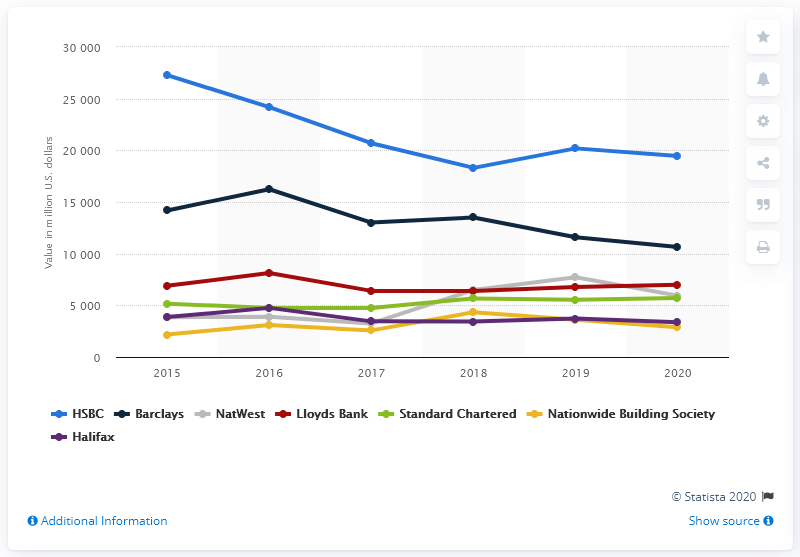 30 000
25 000
20 000
15 000
10 000
5 000
0
Value in million U.S. dollars
2015 2016 2017 2018 2019 2020
HSBC Barclays NatWest Lloyds Bank Standard Chartered Nationwide Building Society
Halifax
© Statista 2020
Additional Information Show source